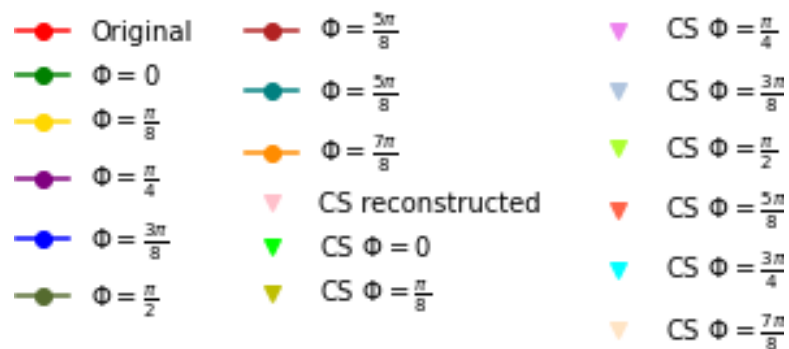 Original
Φ = 0
Φ = π/8
Φ = π/4
Φ = 3π/8
Φ = π/2
Φ = 5π/8
Φ = 5π/8
Φ = 7π/8
CS reconstructed
CS Φ = 0
CS Φ = π/8
CS Φ = π/4
CS Φ = 3π/8
CS Φ = π/2
CS Φ = 5π/8
CS Φ = 3π/4
CS Φ = 7π/8